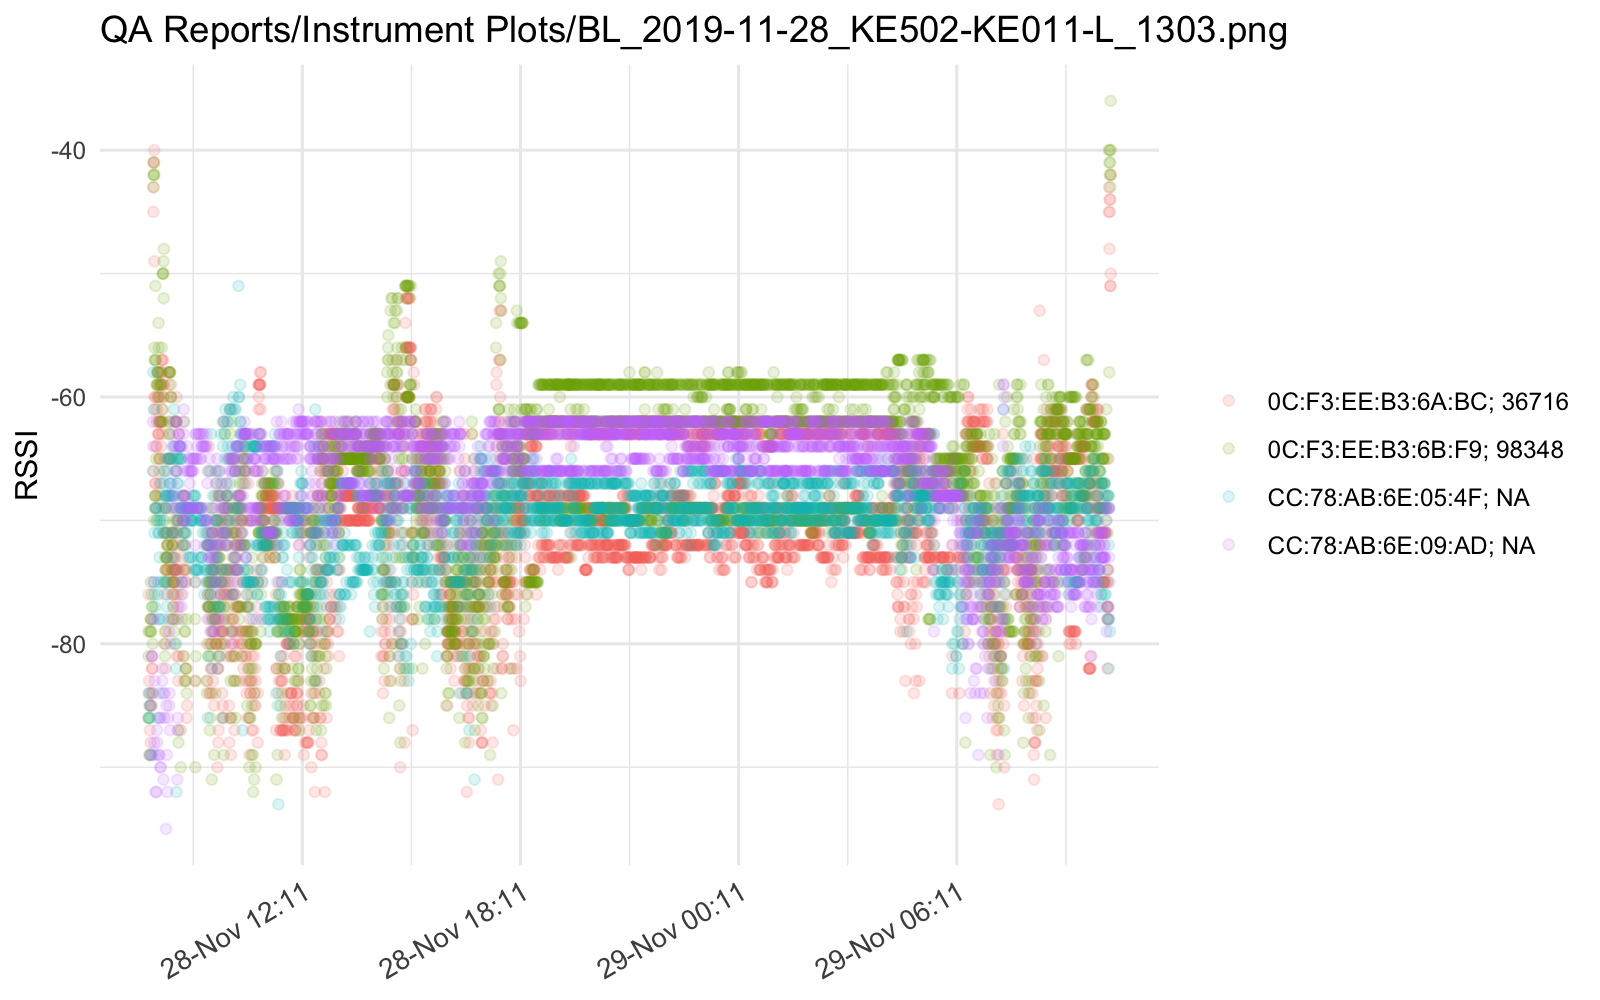 QA Reports/Instrument Plots/BL_2019-11-28_KE502-KE011-L_1303.png
RSSI
-40
-60
-80
28-Nov 12:11
28-Nov 18:11
29-Nov 00:11
29-Nov 06:11
0C:F3:EE:B3:6A:BC; 36716
0C:F3:EE:B3:6B:F9; 98348
CC:78:AB:6E:05:4F; NA
CC:78:AB:6E:09:AD; NA